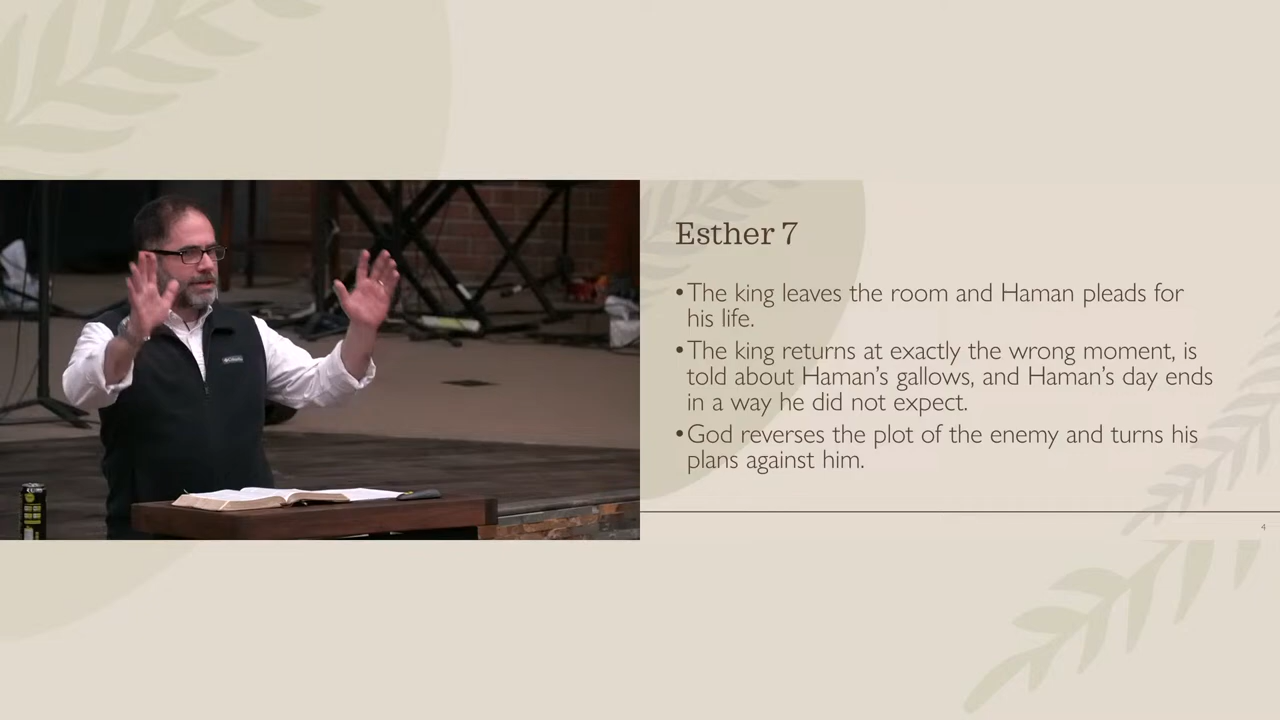 Esther 7
•The king leaves the room and Haman pleads for
his life.
•The king returns at exactly the wrong moment, is
told about Haman's gallows, and Haman's day ends
in a way he did not expect.
•God reverses the plot of the enemy and turns his
plans against him.
4
Columbia